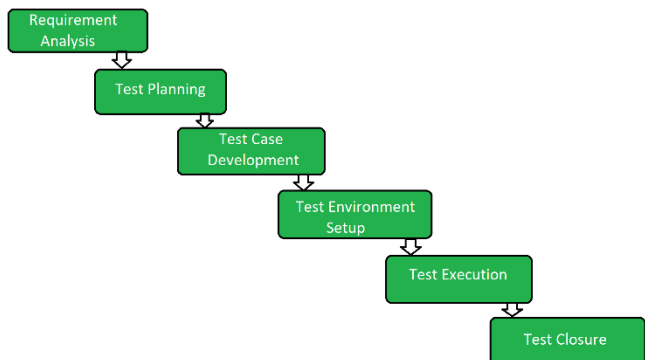 Requirement
Analysis
Test Planning
Test Case
Development
Test Environment
Setup
Test Execution
Test Closure